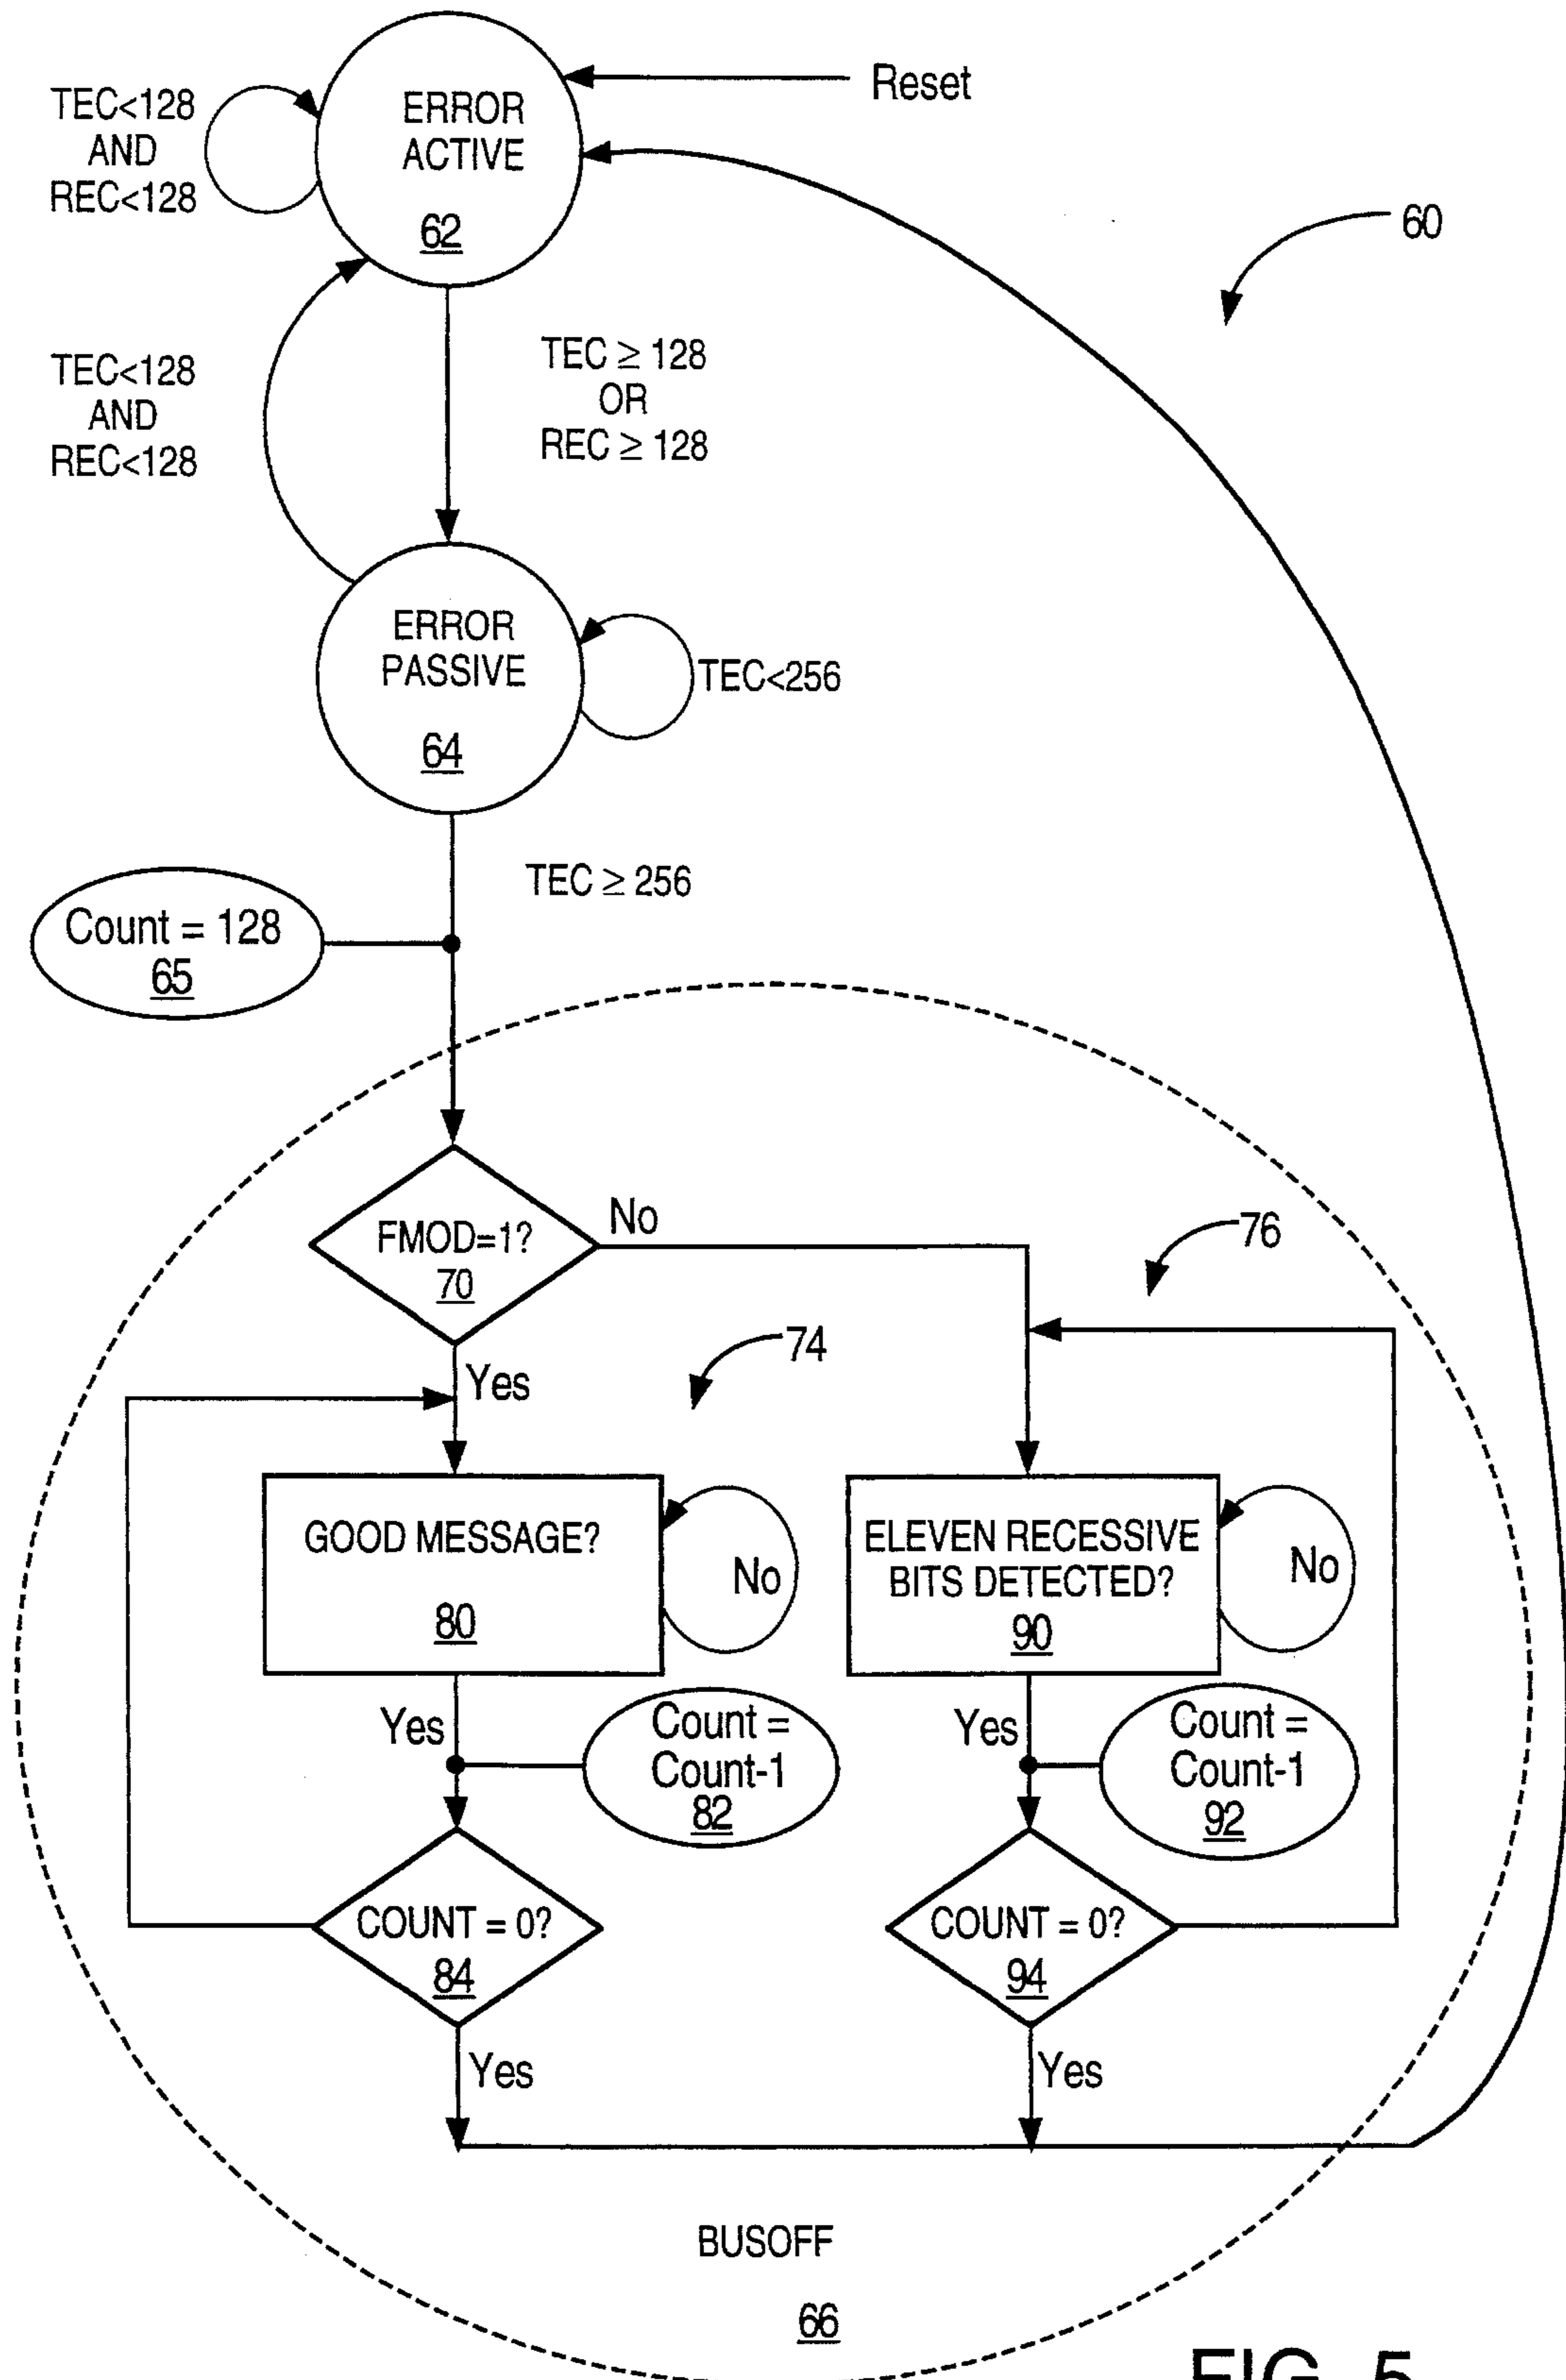 Reset
TEC<128
AND
REC<128
ERROR
ACTIVE
62
60
TEC<128
AND
REC<128
TEC ≥ 128
OR
REC ≥ 128
ERROR
PASSIVE
64
TEC<256
TEC ≥ 256
Count = 128
65
FMOD=1?
70
No
76
74
Yes
GOOD MESSAGE?
80
No
ELEVEN RECESSIVE
BITS DETECTED?
90
No
Yes
Count =
Count-1
82
Yes
Count =
Count-1
92
COUNT = 0?
84
COUNT = 0?
94
Yes
Yes
BUSOFF
66
FIG. 5